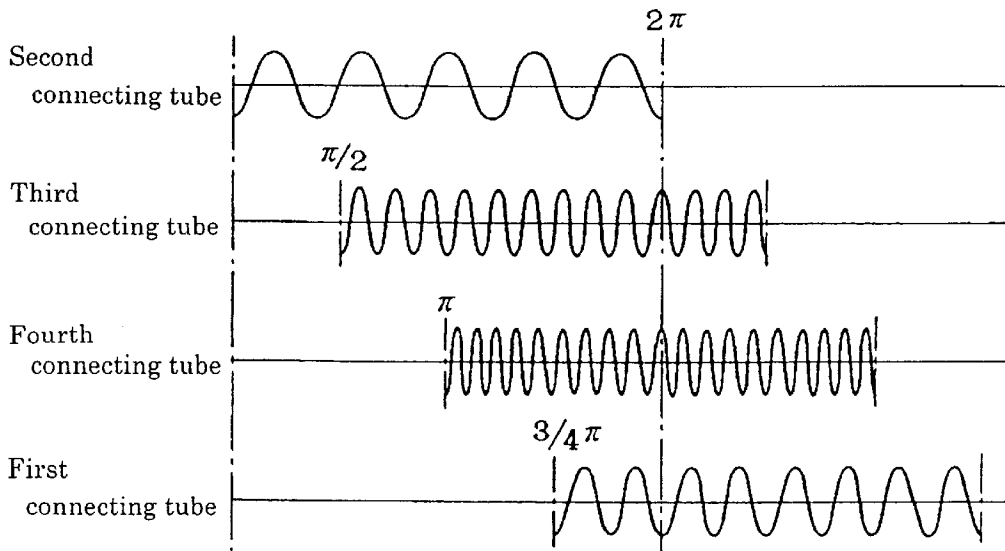 2π
Second
connecting tube
π/2
Third
connecting tube
π
Fourth
connecting tube
3/4π
First
connecting tube